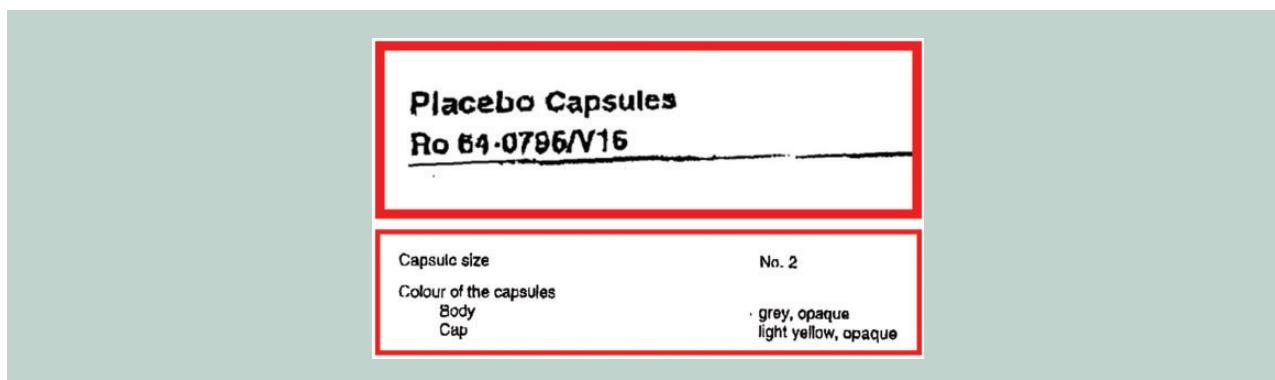 Placebo Capsules
Ro 64-0796/V16
Capsule size No. 2
Colour of the capsules
Body grey, opaque
Cap light yellow, opaque